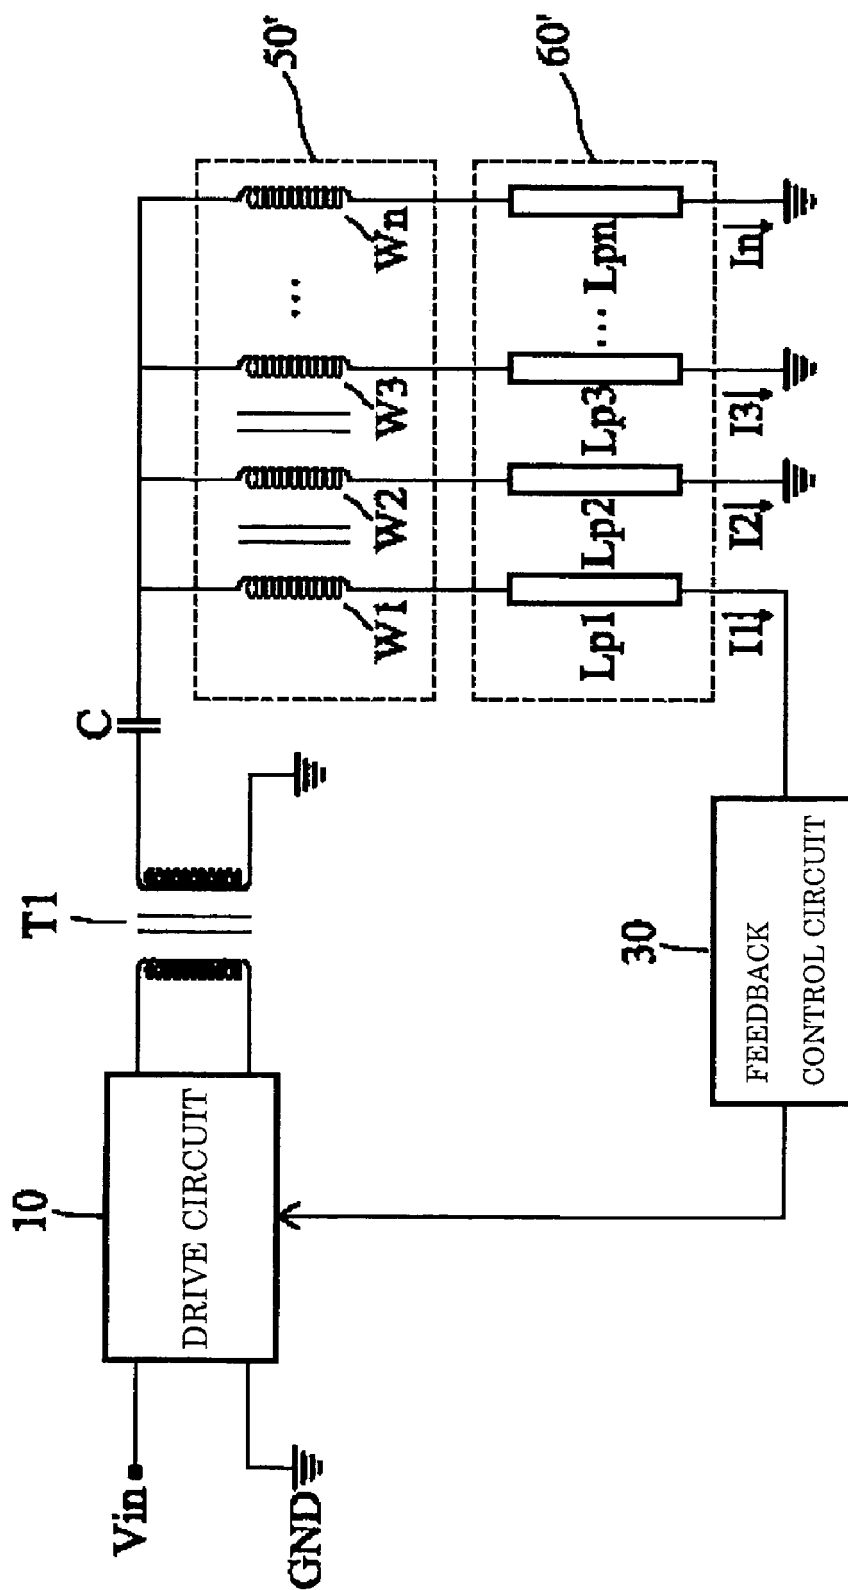 50'
60'
T1
C
W1
W2
W3
...
Wn
Lp1
Lp2
Lp3
...
Lpn
I1
I2
I3
In
10
DRIVE CIRCUIT
Vin
GND
30
FEEDBACK
CONTROL CIRCUIT